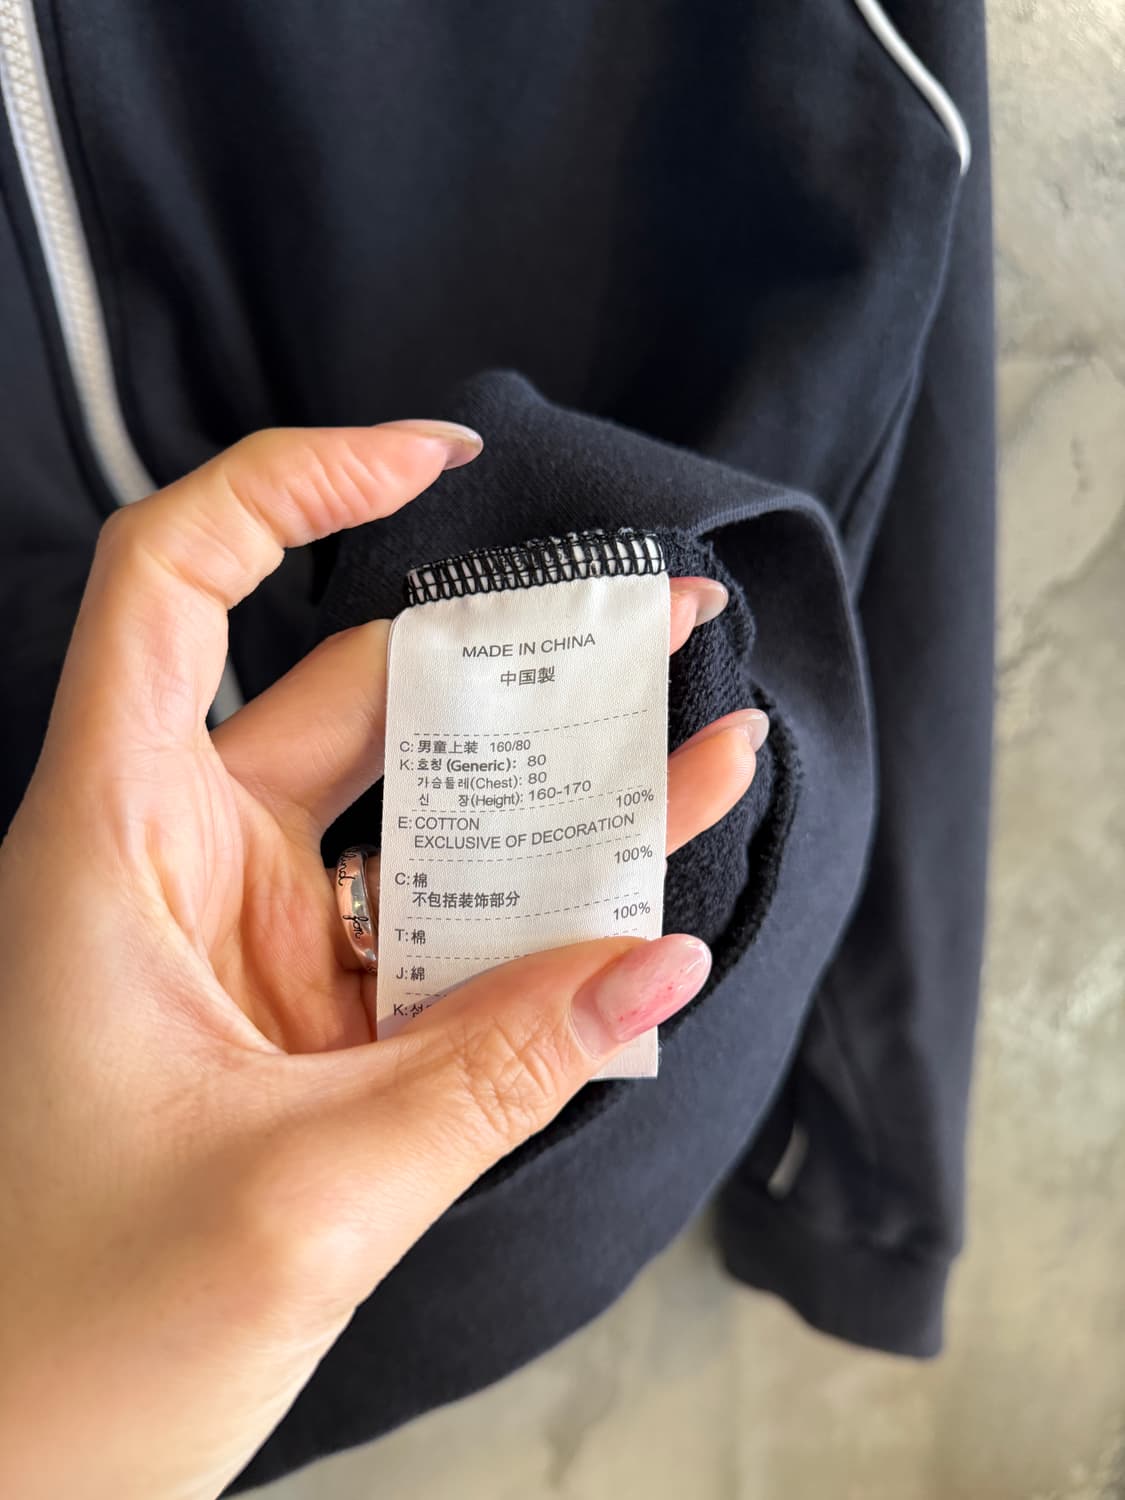 MADE IN CHINA
中国製
C: 男童上装 160/80
K: 호칭 (Generic): 80
가슴둘레(Chest): 80
신 장(Height): 160-170
100%
E: COTTON
EXCLUSIVE OF DECORATION
100%
C: 棉
不包括装饰部分
100%
T: 棉
J: 綿
K: